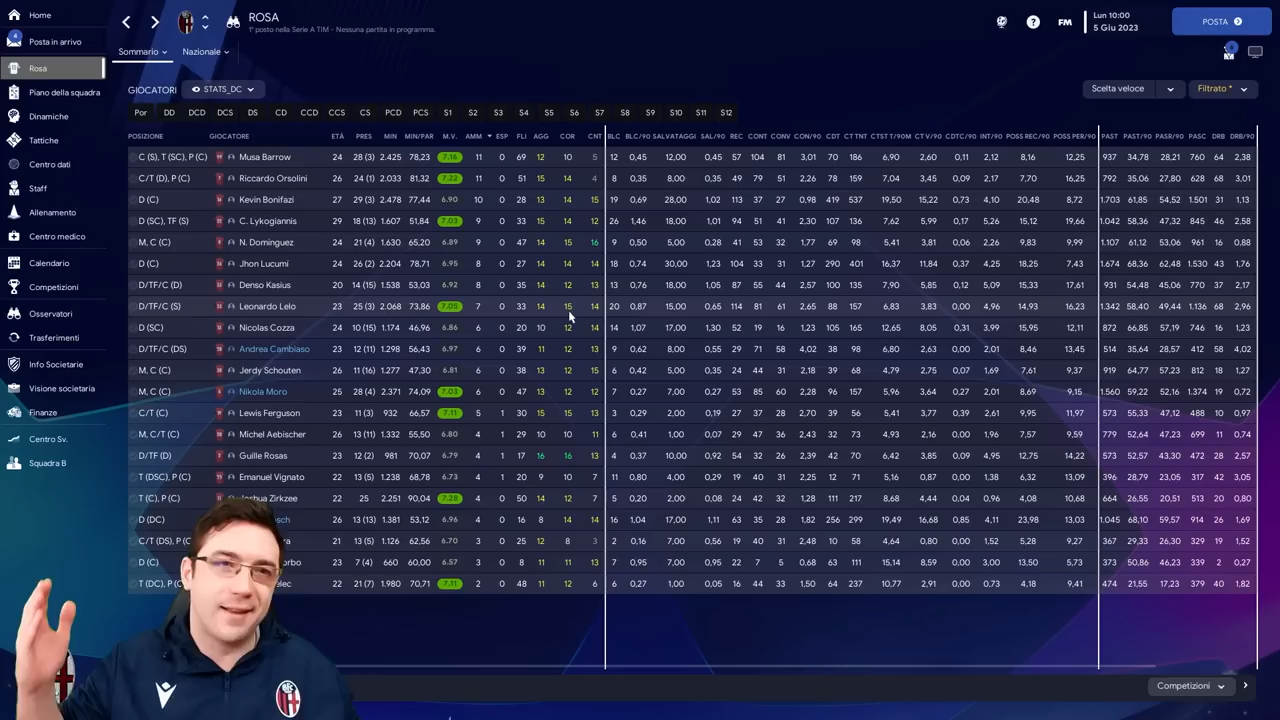 Home
ROSA
1° posto nella Serie A TIM - Nessuna partita in programma.
FM
Lun 10:00
5 Giu 2023
POSTA
4
Posta in arrivo
Sommario
Nazionale
Rosa
Piano della squadra
GIOCATORI
STATS_DC
Scelta veloce
Filtrato *
Dinamiche
Por DD DCD DCS DS CD CCD CCS CS PCD PCS S1 S2 S3 S4 S5 S6 S7 S8 S9 S10 S11 S12
Tattiche
Centro dati
Staff
Allenamento
Centro medico
Calendario
Competizioni
Osservatori
Trasferimenti
Info Societarie
Visione societaria
Finanze
Centro Sv.
Squadra B
POSIZIONE GIOCATORE ETÀ PRES MIN MIN/PAR M.V. AMM ESP FLI AGG COR CNT BLC BLC/90 SALVATAGGI SAL/90 REC CONT CONV CON/90 CDT CT TNT CTST T/90M CT V/90 CDTC/90 INT/90 POSS REC/90 POSS PER/90 PAST PAST/90 PASR/90 PASC DRB DRB/90
C (S), T (SC), P (C) Musa Barrow 24 28 (3) 2.425 78,23 7.16 11 0 69 12 10 5 12 0,45 12,00 0,45 57 104 81 3,01 70 186 6,90 2,60 0,11 2,12 8,16 12,25 937 34,78 28,21 760 64 2,38
C/T (D), P (C) Riccardo Orsolini 26 24 (1) 2.033 81,32 7.22 11 0 51 15 14 4 8 0,35 8,00 0,35 49 79 51 2,26 78 159 7,04 3,45 0,09 2,17 7,70 16,25 792 35,06 27,80 628 68 3,01
D (C) Kevin Bonifazi 27 29 (3) 2.478 77,44 6.90 10 0 28 13 14 15 19 0,69 28,00 1,02 113 37 27 0,98 419 537 19,50 15,22 0,73 4,10 20,48 8,72 1.703 61,85 54,52 1.501 31 1,13
D (SC), TF (S) C. Lykogiannis 29 18 (13) 1.607 51,84 7.03 9 0 33 15 14 12 26 1,46 18,00 1,01 94 51 41 2,30 107 136 7,62 5,99 0,17 5,26 15,12 19,66 1.042 58,36 47,32 845 46 2,58
M, C (C) N. Dominguez 24 21 (4) 1.630 65,20 6.89 9 0 47 14 15 16 9 0,50 5,00 0,28 41 53 32 1,77 69 98 5,41 3,81 0,06 2,26 9,83 9,99 1.107 61,12 53,06 961 16 0,88
D (C) Jhon Lucumí 24 26 (2) 2.204 78,71 6.95 8 0 27 14 14 14 18 0,74 30,00 1,23 104 33 31 1,27 290 401 16,37 11,84 0,37 4,25 18,25 7,43 1.674 68,36 62,48 1.530 43 1,76
D/TF/C (D) Denso Kasius 20 14 (15) 1.538 53,03 6.92 8 0 35 14 12 13 13 0,76 18,00 1,05 87 55 44 2,57 100 135 7,90 5,85 0,12 5,09 15,33 17,61 931 54,48 45,06 770 37 2,17
D/TF/C (S) Leonardo Lelo 23 25 (3) 2.068 73,86 7.05 7 0 33 14 15 14 20 0,87 15,00 0,65 114 81 61 2,65 88 157 6,83 3,83 0,00 4,96 14,93 16,23 1.342 58,40 49,44 1.136 68 2,96
D (SC) Nicolas Cozza 24 10 (15) 1.174 46,96 6.86 6 0 20 10 12 14 14 1,07 17,00 1,30 52 19 16 1,23 105 165 12,65 8,05 0,31 3,99 15,95 12,11 872 66,85 57,19 746 16 1,23
D/TF/C (DS) Andrea Cambiaso 23 12 (11) 1.298 56,43 6.97 6 0 39 11 12 13 9 0,62 8,00 0,55 29 71 58 4,02 38 98 6,80 2,63 0,00 2,01 8,46 13,45 514 35,64 28,57 412 58 4,02
M, C (C) Jerdy Schouten 26 11 (16) 1.277 47,30 6.81 6 0 38 13 12 15 6 0,42 5,00 0,35 44 31 31 2,18 39 68 4,79 2,75 0,07 1,69 7,61 9,37 919 64,77 57,23 812 18 1,27
M, C (C) Nikola Moro 25 28 (4) 2.371 74,09 7.03 6 0 47 13 12 12 7 0,27 7,00 0,27 53 85 60 2,28 96 157 5,96 3,64 0,00 2,01 8,69 9,15 1.560 59,22 52,16 1.374 19 0,72
C/T (C) Lewis Ferguson 23 11 (3) 932 66,57 7.11 5 1 30 15 15 13 3 0,29 2,00 0,19 27 37 28 2,70 39 56 5,41 3,77 0,39 2,61 9,95 11,97 573 55,33 47,12 488 10 0,97
M, C/T (C) Michel Aebischer 26 13 (11) 1.332 55,50 6.80 4 1 29 10 10 11 6 0,41 1,00 0,07 29 47 36 2,43 32 73 4,93 2,16 0,00 1,96 7,57 9,59 779 52,64 47,23 699 11 0,74
D/TF (D) Guille Rosas 23 12 (2) 981 70,07 6.79 4 1 17 16 16 13 4 0,37 10,00 0,92 54 32 26 2,39 42 70 6,42 3,85 0,09 4,95 12,75 14,22 573 52,57 43,30 472 28 2,57
T (DSC), P (C) Emanuel Vignato 22 13 (5) 1.238 68,78 6.73 4 1 20 9 10 7 11 0,80 4,00 0,29 19 40 31 2,25 12 71 5,16 0,87 0,00 1,38 6,32 13,09 396 28,79 23,05 317 42 3,05
T (C), P (C) Joshua Zirkzee 22 25 2.251 90,04 7.28 4 0 50 14 12 7 5 0,20 2,00 0,08 24 42 32 1,28 111 217 8,68 4,44 0,04 0,96 4,08 10,68 664 26,55 20,51 513 20 0,80
D (DC) sch 26 13 (13) 1.381 53,12 6.96 4 0 16 8 14 14 16 1,04 17,00 1,11 63 35 28 1,82 256 299 19,49 16,68 0,85 4,11 23,98 13,03 1.045 68,10 59,57 914 26 1,69
C/T (DS), P (C) ra 21 13 (5) 1.126 62,56 6.70 3 0 25 12 8 3 2 0,16 7,00 0,56 19 40 31 2,48 10 58 4,64 0,80 0,00 1,52 5,28 9,27 367 29,33 26,30 329 19 1,52
D (C) orbo 23 7 (4) 660 60,00 6.57 3 0 8 11 11 13 7 0,95 7,00 0,95 22 7 5 0,68 63 111 15,14 8,59 0,00 3,00 13,50 5,73 373 50,86 46,23 339 2 0,27
T (DC), P (C) elec 22 21 (7) 1.980 70,71 7.11 2 0 48 11 12 6 6 0,27 1,00 0,05 16 44 33 1,50 64 237 10,77 2,91 0,00 0,73 4,18 9,41 474 21,55 17,23 379 40 1,82
Competizioni